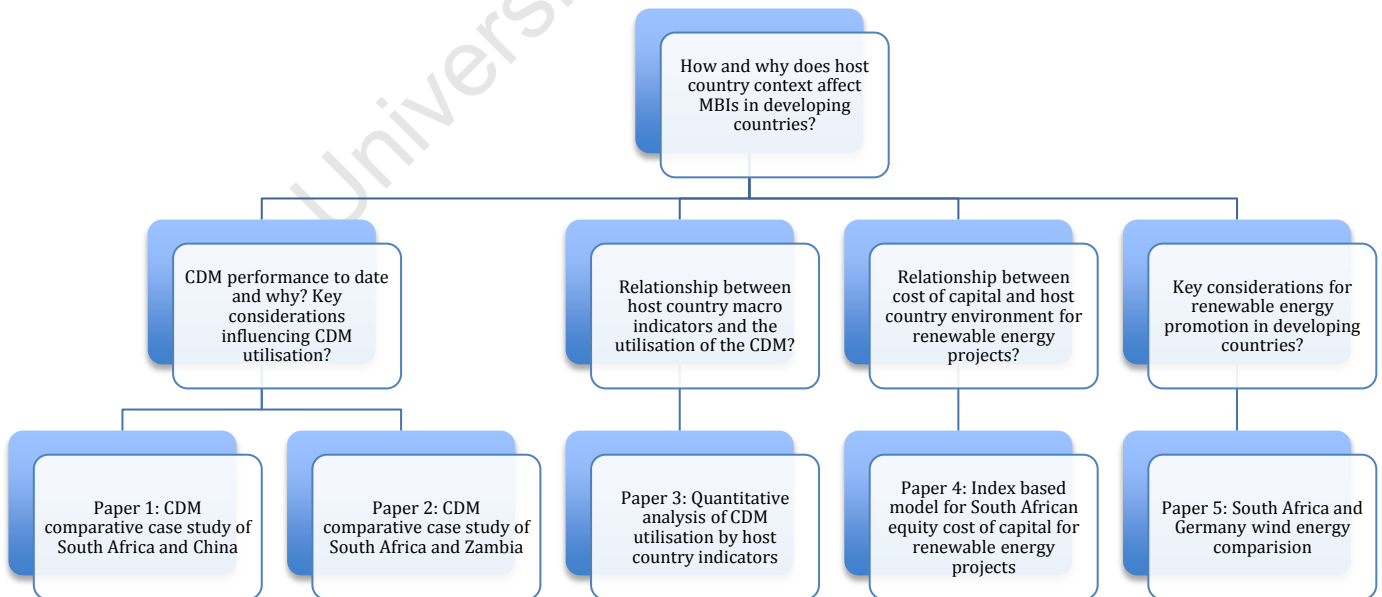 Universi
How and why does host
country context affect
MBIs in developing
countries?
CDM performance to date
and why? Key
considerations
influencing CDM
utilisation?
Relationship between
host country macro
indicators and the
utilisation of the CDM?
Relationship between
cost of capital and host
country environment for
renewable energy
projects?
Key considerations for
renewable energy
promotion in developing
countries?
Paper 1: CDM
comparative case study of
South Africa and China
Paper 2: CDM
comparative case study of
South Africa and Zambia
Paper 3: Quantitative
analysis of CDM
utilisation by host
country indicators
Paper 4: Index based
model for South African
equity cost of capital for
renewable energy
projects
Paper 5: South Africa and
Germany wind energy
comparision